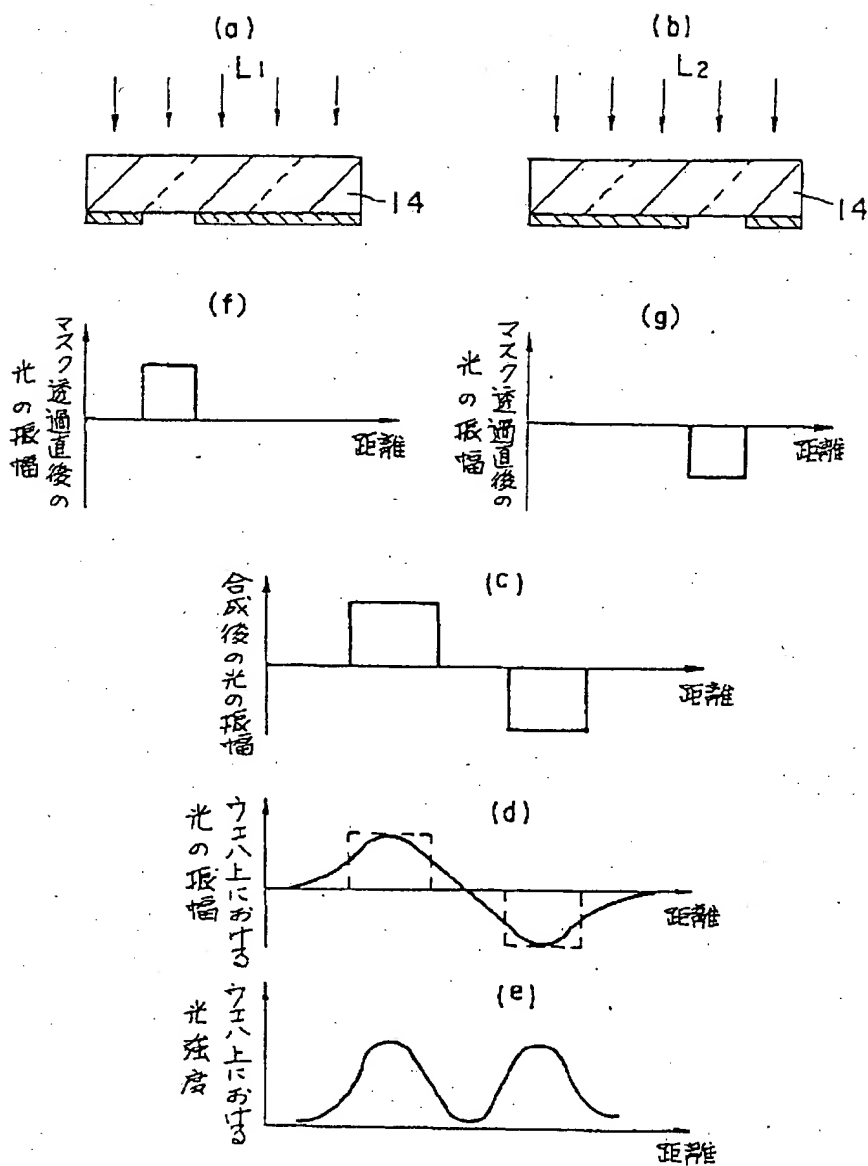 (a)
(b)
L1
L2
14
14
(f)
(g)
マスク透過直後の
光の振幅
距離
マスク透過直後の
光の振幅
距離
(c)
合成後の光の振幅
距離
(d)
ウエハ上における
光の振幅
距離
(e)
ウエハ上における
光強度
距離